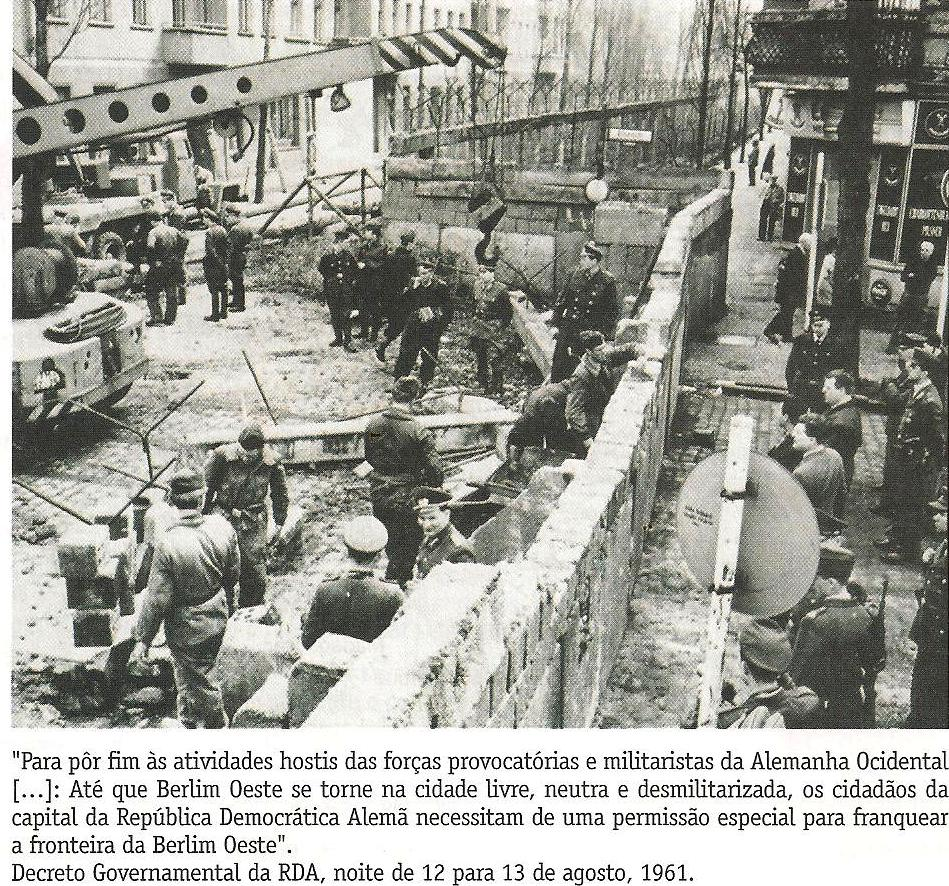 "Para pôr fim às atividades hostis das forças provocatórias e militaristas da Alemanha Ocidental
[...]: Até que Berlim Oeste se torne na cidade livre, neutra e desmilitarizada, os cidadãos da
capital da República Democrática Alemã necessitam de uma permissão especial para franquear
a fronteira da Berlim Oeste".
Decreto Governamental da RDA, noite de 12 para 13 de agosto, 1961.